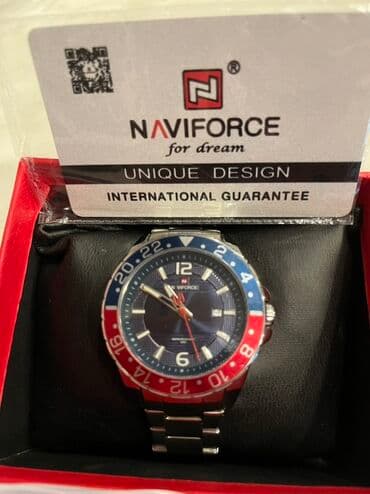 N
®
NAVIFORCE
for dream
UNIQUE DESIGN
INTERNATIONAL GUARANTEE
20
22
2
4
6
8
10
12
14
16
18
12
NAVIFORCE
6